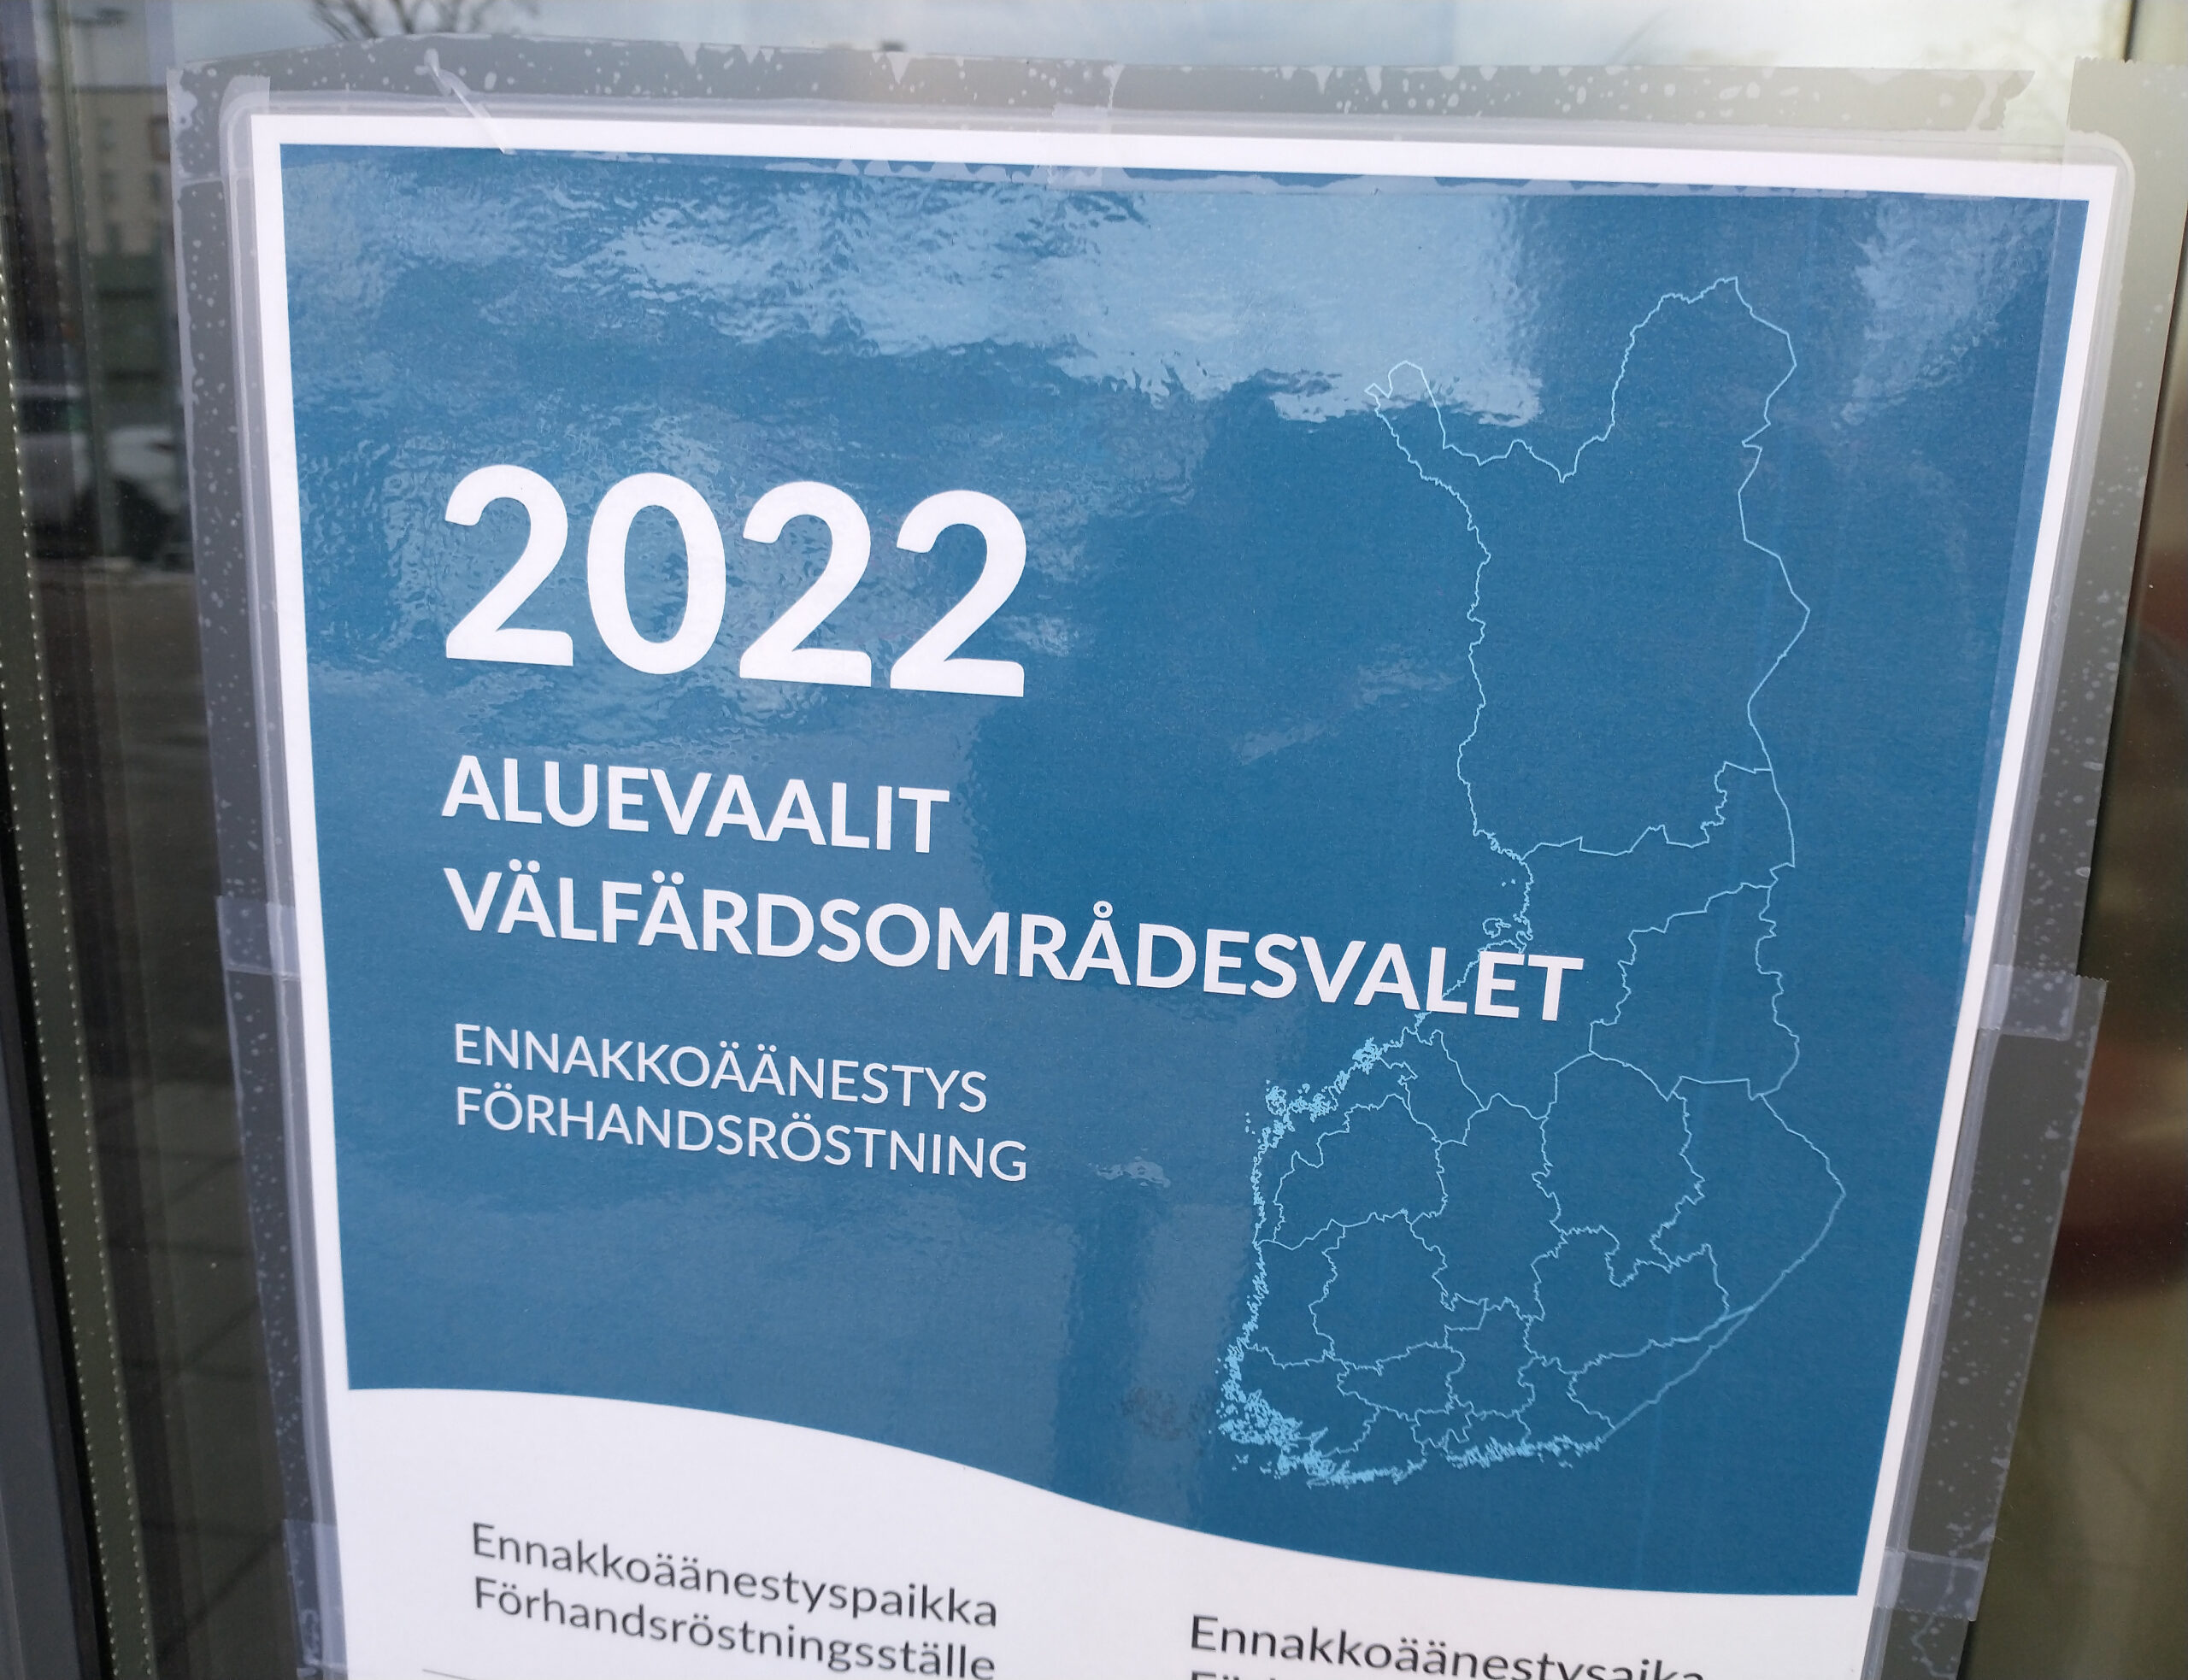 2022
ALUEVAALIT
VÄLFÄRDSOMRÅDESVALET
ENNAKKOÄÄNESTYS
FÖRHANDSRÖSTNING
Ennakkoäänestyspaikka
Förhandsröstningsställe
Ennakkoäänestysaika